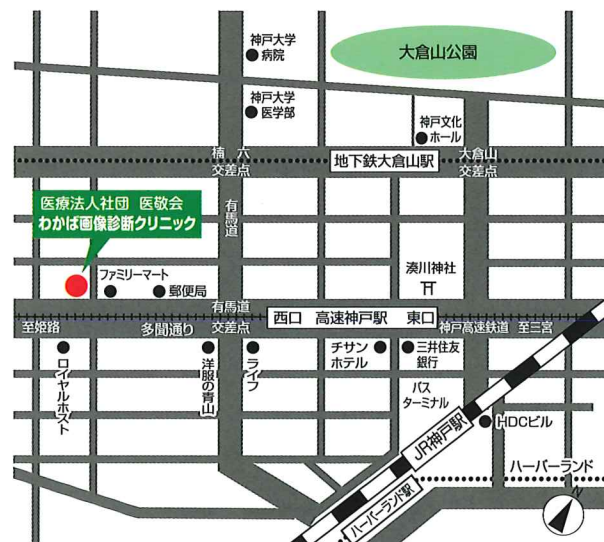 神戸大学
病院
大倉山公園
神戸大学
医学部
神戸文化
ホール
楠六
交差点
地下鉄大倉山駅
大倉山
交差点
医療法人社団 医敬会
わかば画像診断クリニック
有馬道
ファミリーマート
郵便局
湊川神社
有馬道
交差点
西口 高速神戸駅 東口
至姫路
多聞通り
神戸高速鉄道 至三宮
ロイヤルホスト
洋服の青山
ライフ
チサン
ホテル
三井住友
銀行
バス
ターミナル
JR神戸駅
HDCビル
ハーバーランド
ハーバーランド駅
N